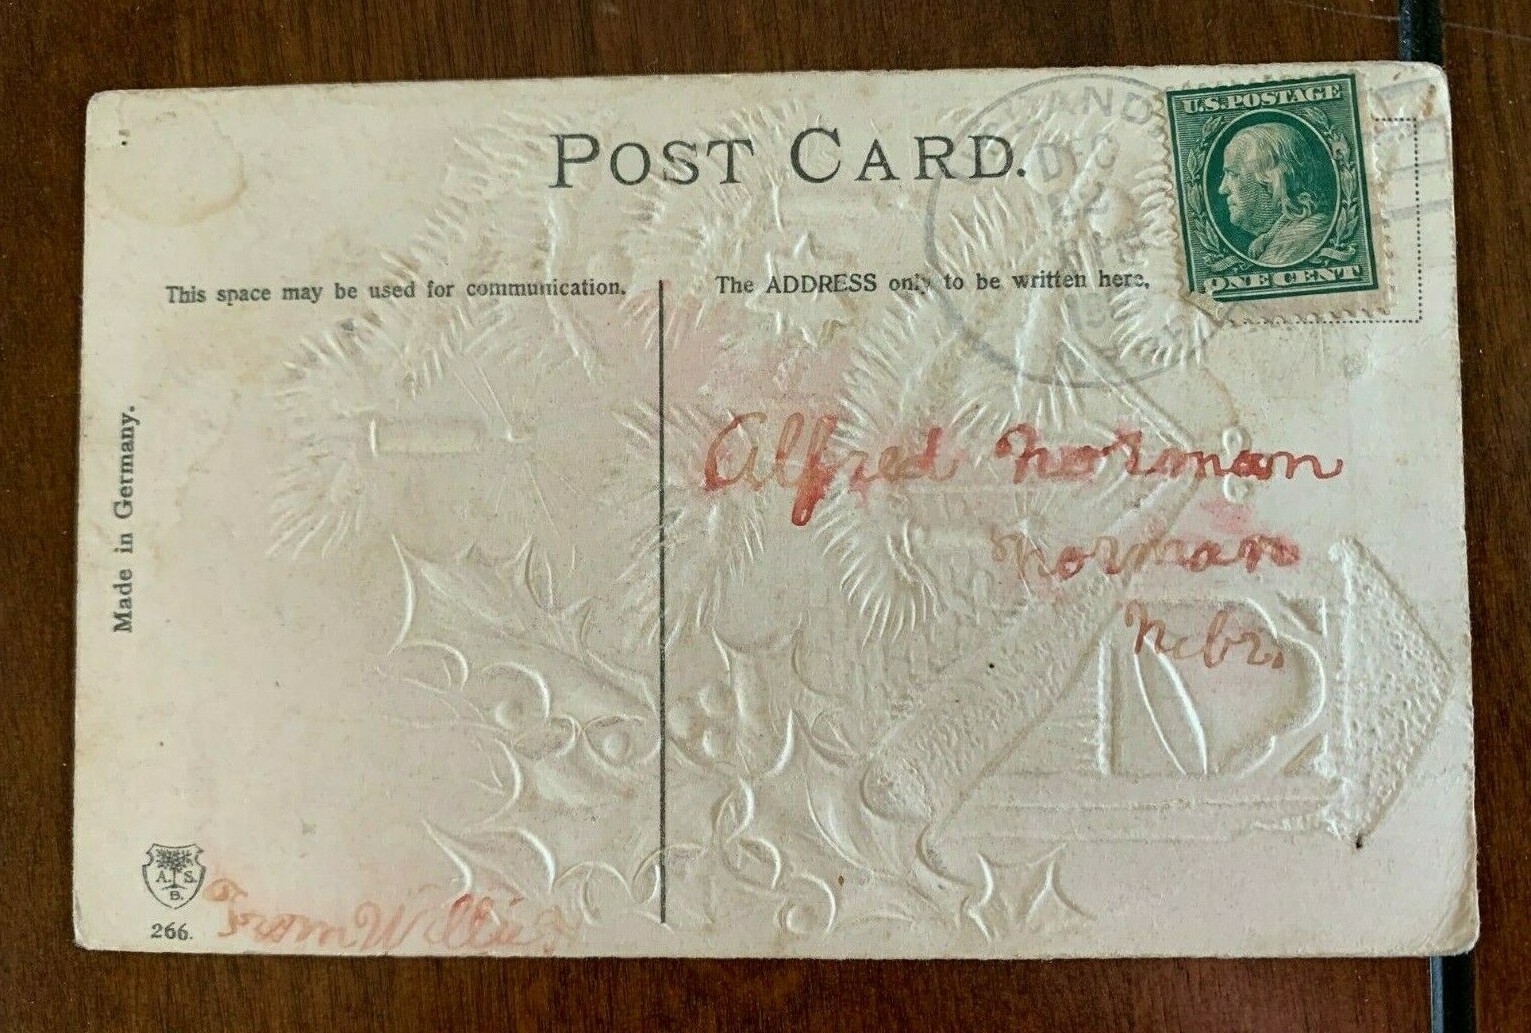 POST CARD.
U.S. POSTAGE
ONE CENT
DEC
This space may be used for communication.
The ADDRESS only to be written here.
Alfred Norman
Norman
Nebr.
Made in Germany.
A. S.
B.
266.
From Willie